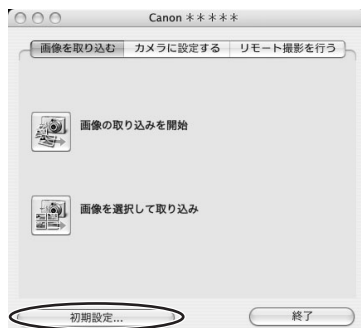 Canon ＊＊＊＊＊
画像を取り込む カメラに設定する リモート撮影を行う
画像の取り込みを開始
画像を選択して取り込み
初期設定... 終了